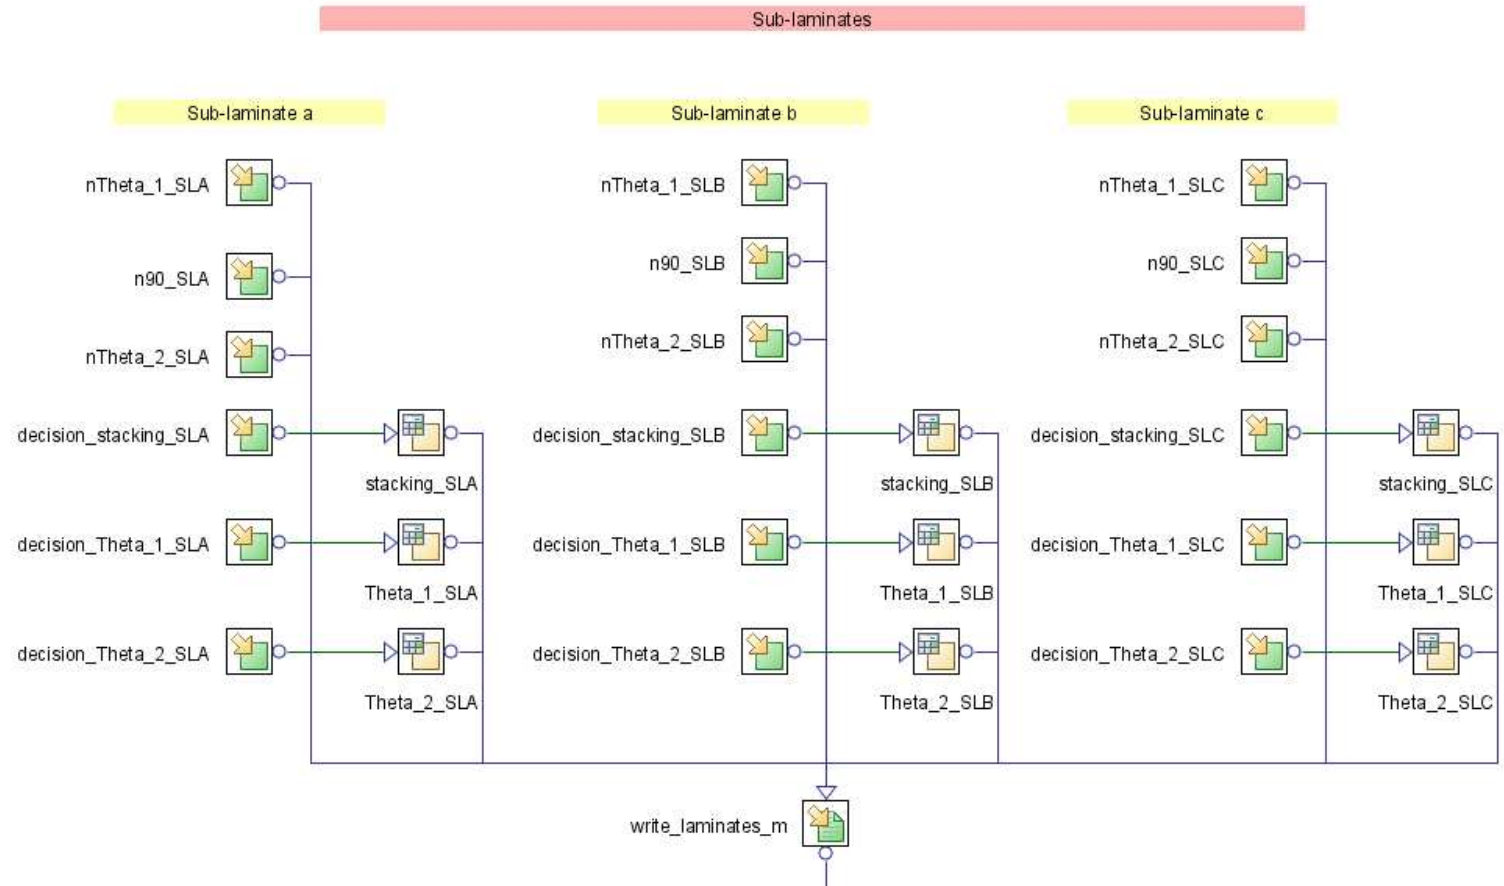 Sub-laminates
Sub-laminate a
Sub-laminate b
Sub-laminate c
nTheta_1_SLA
nTheta_1_SLB
nTheta_1_SLC
n90_SLA
n90_SLB
n90_SLC
nTheta_2_SLA
nTheta_2_SLB
nTheta_2_SLC
decision_stacking_SLA
decision_stacking_SLB
decision_stacking_SLC
stacking_SLA
stacking_SLB
stacking_SLC
decision_Theta_1_SLA
decision_Theta_1_SLB
decision_Theta_1_SLC
Theta_1_SLA
Theta_1_SLB
Theta_1_SLC
decision_Theta_2_SLA
decision_Theta_2_SLB
decision_Theta_2_SLC
Theta_2_SLA
Theta_2_SLB
Theta_2_SLC
write_laminates_m